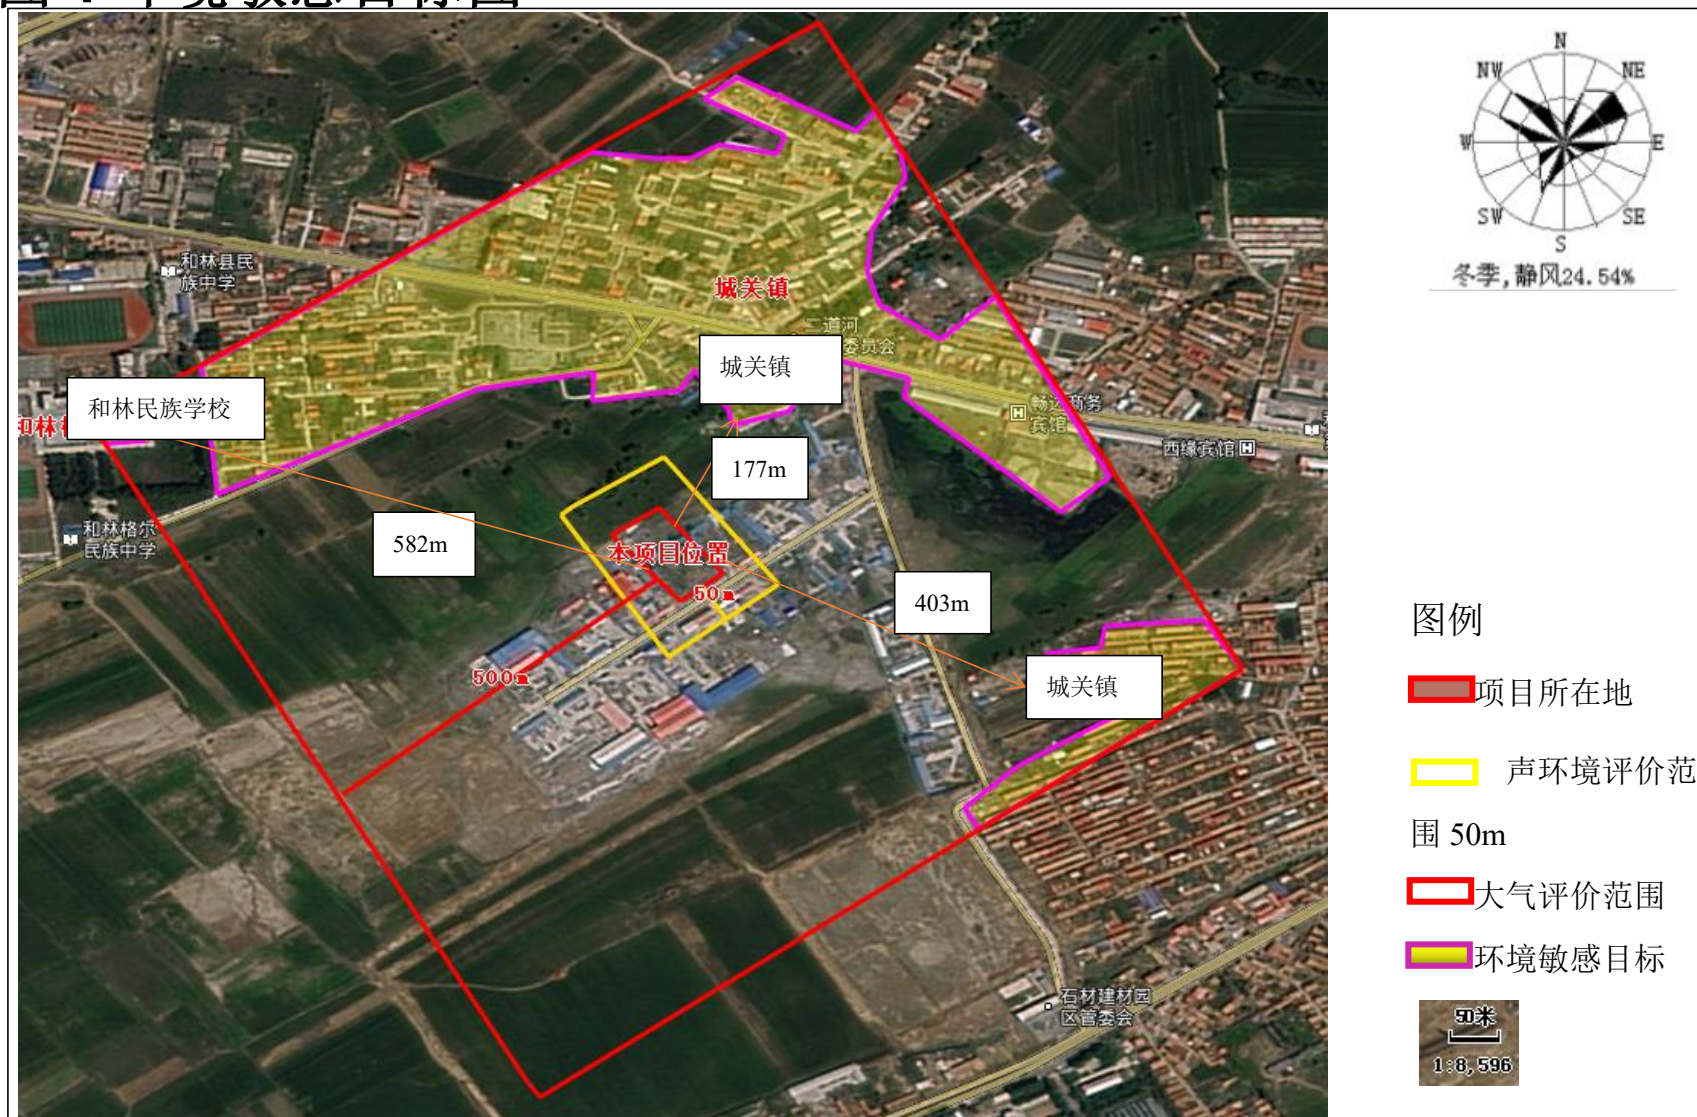 N
NW
NE
W
E
SW
SE
S
冬季,静风24.54%
和林县民
族中学
城关镇
二道河
委员会
城关镇
和林民族学校
和林格
畅达商务
宾馆
西缘宾馆
177m
和林格尔
民族中学
582m
本项目位置
50m
403m
500m
城关镇
石材建材园
区管委会
图例
项目所在地
声环境评价范
围 50m
大气评价范围
环境敏感目标
50米
1:8,596